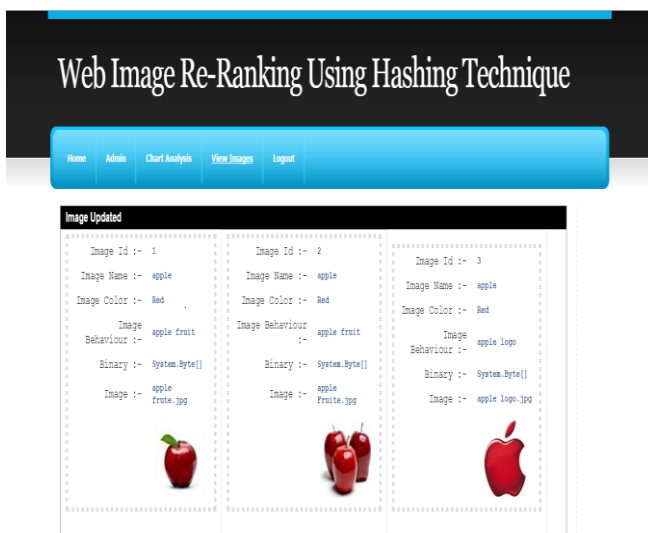 Web Image Re-Ranking Using Hashing Technique
Home Admin Chart Analysis View Images Logout
Image Updated
Image Id :- 1
Image Name :- apple
Image Color :- Red
Image
Behaviour :- apple fruit
Binary :- System.Byte[]
Image :- apple
frute.jpg
Image Id :- 2
Image Name :- apple
Image Color :- Red
Image Behaviour
:- apple fruit
Binary :- System.Byte[]
Image :- apple
Fruite.jpg
Image Id :- 3
Image Name :- apple
Image Color :- Red
Image
Behaviour :- apple logo
Binary :- System.Byte[]
Image :- apple logo.jpg